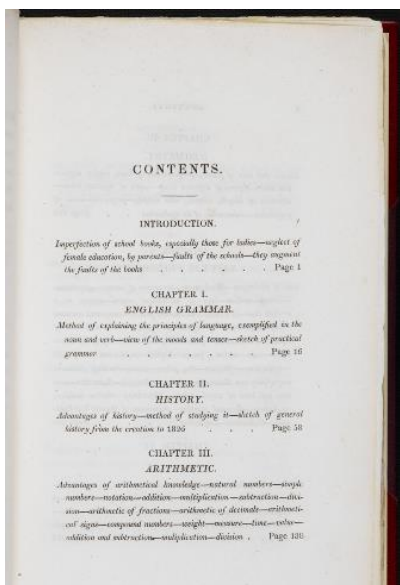 CONTENTS.
INTRODUCTION.
Imperfection of school books, especially those for ladies—neglect of
female education, by parents—faults of the schools—they augment
the faults of the books . . . . . . Page 1
CHAPTER I.
ENGLISH GRAMMAR.
Method of explaining the principles of language, exemplified in the
noun and verb—view of the moods and tenses—sketch of practical
grammar . . . . . . . Page 16
CHAPTER II.
HISTORY.
Advantages of history—method of studying it—sketch of general
history from the creation to 1826 . . . Page 58
CHAPTER III.
ARITHMETIC.
Advantages of arithmetical knowledge—natural numbers—simple
numbers—notation—addition—multiplication—subtraction—divi-
sion—arithmetic of fractions—arithmetic of decimals—arithmeti-
cal signs—compound numbers—weight—measure—time—value—
addition and subtraction—multiplication—division . Page